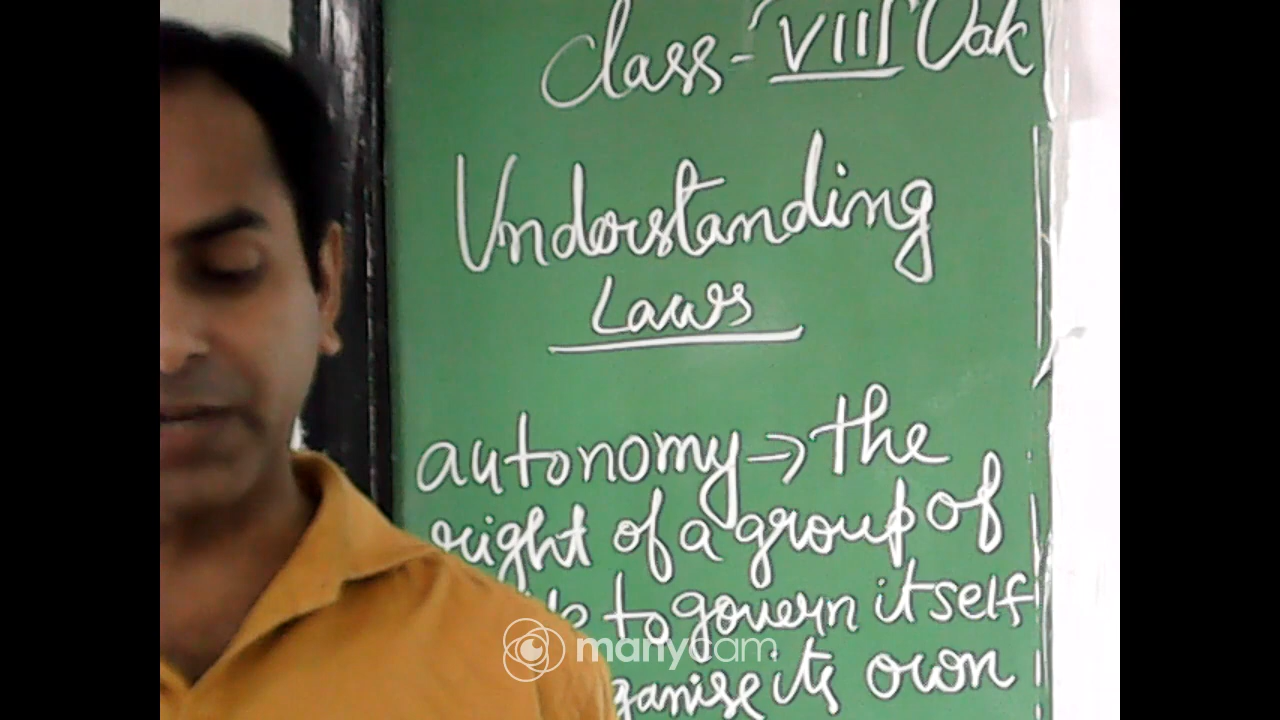 Class - VIII Oak
Understanding
Laws
autonomy → the
right of a group of
to govern itself
its own
manycam